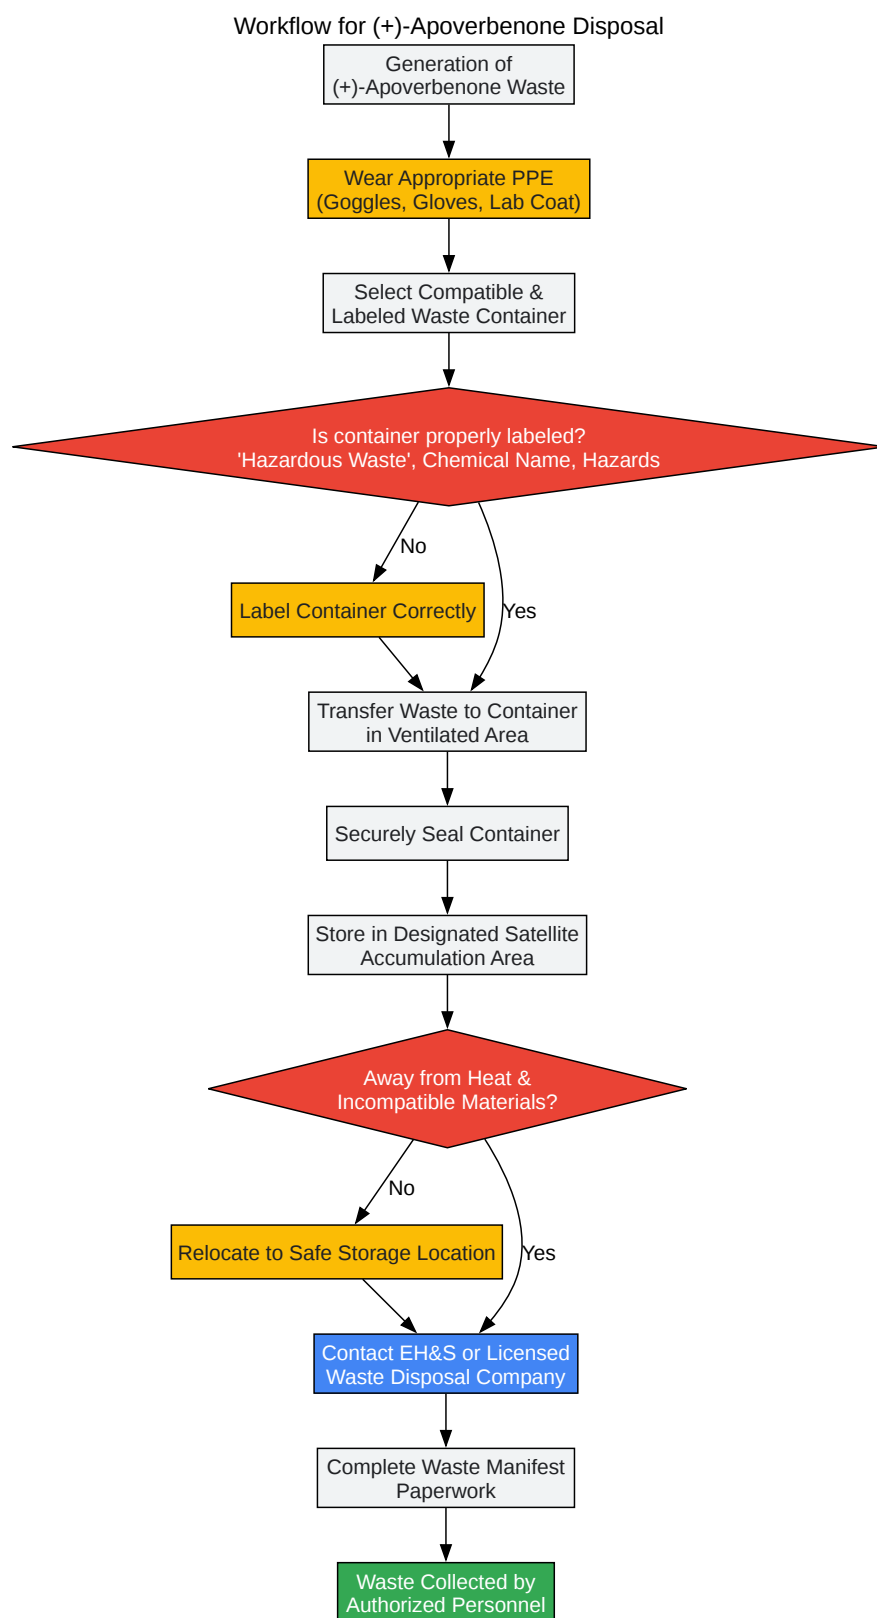 Workflow for (+)-Apoverbenone Disposal
Generation of
(+)-Apoverbenone Waste
Wear Appropriate PPE
(Goggles, Gloves, Lab Coat)
Select Compatible &
Labeled Waste Container
Is container properly labeled?
'Hazardous Waste', Chemical Name, Hazards
No
Label Container Correctly
Yes
Transfer Waste to Container
in Ventilated Area
Securely Seal Container
Store in Designated Satellite
Accumulation Area
Away from Heat &
Incompatible Materials?
No
Relocate to Safe Storage Location
Yes
Contact EH&S or Licensed
Waste Disposal Company
Complete Waste Manifest
Paperwork
Waste Collected by
Authorized Personnel